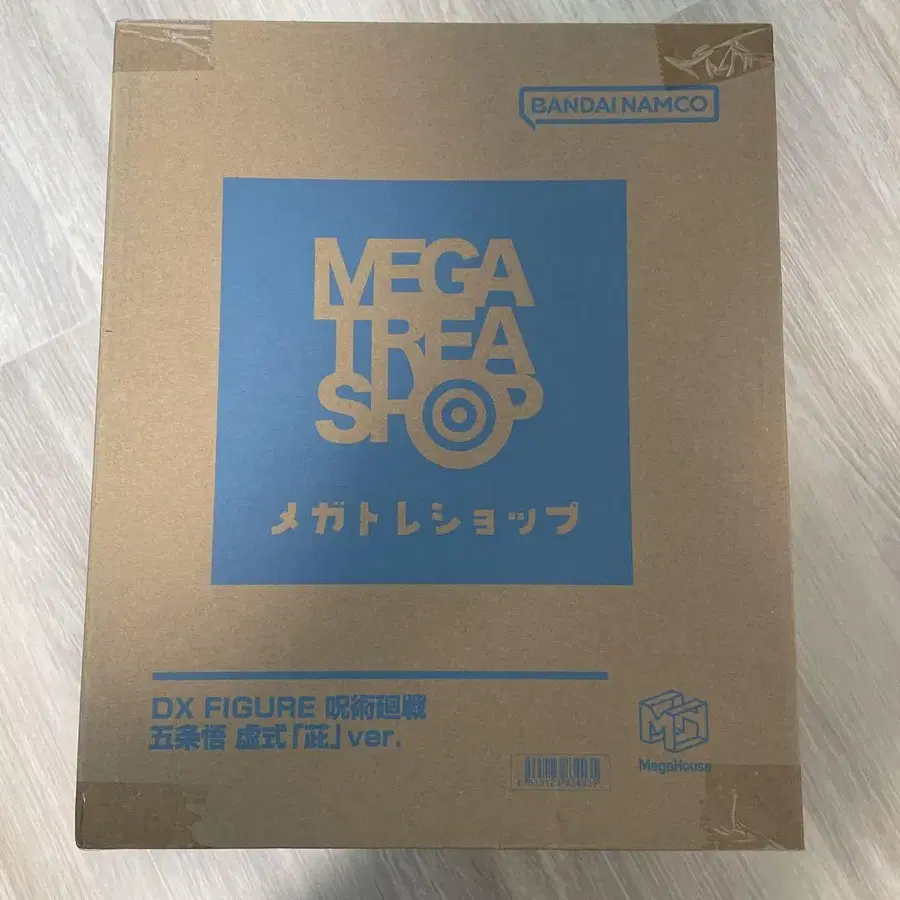 BANDAI NAMCO
MEGA
TREA
SHOP
メガトレショップ
DX FIGURE 呪術廻戦
五条悟 虚式「茈」ver.
MegaHouse